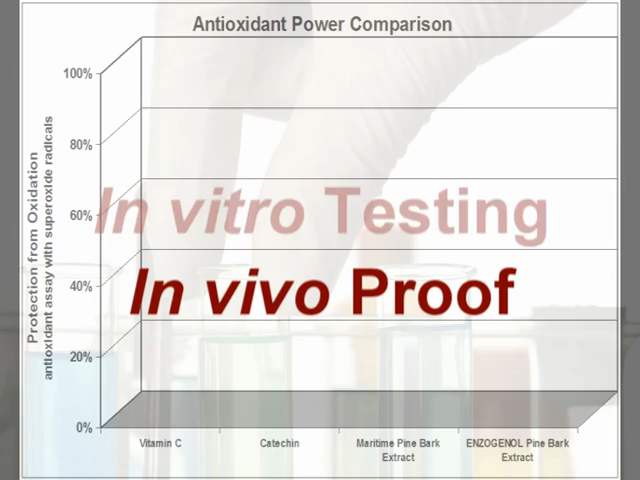 Antioxidant Power Comparison
Protection from Oxidation
antioxidant assay with superoxide radicals
100%
80%
60%
40%
20%
0%
In vitro Testing
In vivo Proof
Vitamin C
Catechin
Maritime Pine Bark
Extract
ENZOGENOL Pine Bark
Extract